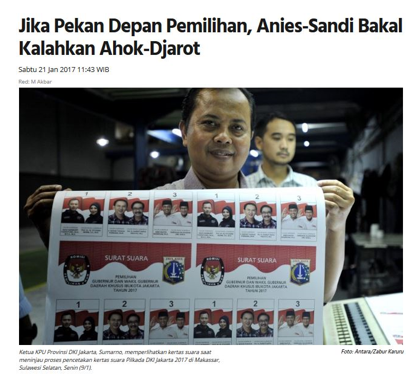 Jika Pekan Depan Pemilihan, Anies-Sandi Bakal
Kalahkan Ahok-Djarot
Sabtu 21 Jan 2017 11:43 WIB
Red: M Akbar
1 2 3 1 2 3
SURAT SUARA SURAT SUARA
PEMILIHAN
GUBERNUR DAN WAKIL GUBERNUR
DAERAH KHUSUS IBUKOTA JAKARTA
TAHUN 2017
PEMILIHAN
GUBERNUR DAN WAKIL GUBERNUR
DAERAH KHUSUS IBUKOTA JAKARTA
TAHUN 2017
1 2 3 1 2 3
Ketua KPU Provinsi DKI Jakarta, Sumarno, memperlihatkan kertas suara saat
meninjau proses pencetakan kertas suara Pilkada DKI Jakarta 2017 di Makassar,
Sulawesi Selatan, Senin (9/1).
Foto: Antara/Zabur Karuru